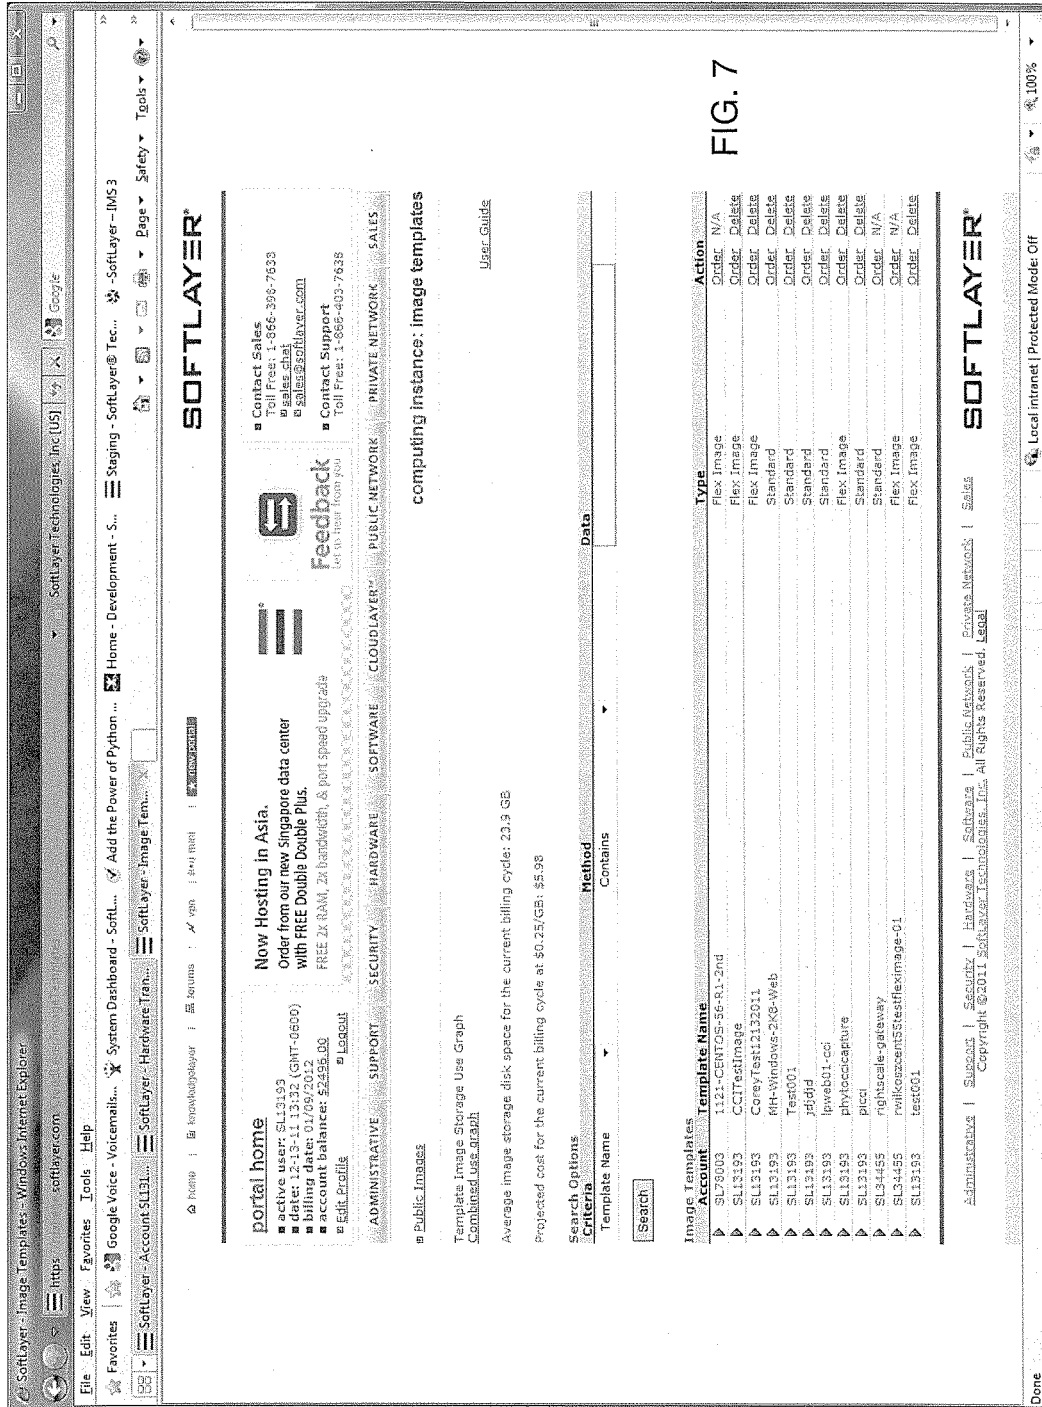 SoftLayer - Image Templates - Windows Internet Explorer
https softlayer.com SoftLayer Technologies, Inc [US] Google
File Edit View Favorites Tools Help
Favorites Google Voice - Voicemails... System Dashboard - SoftL... Add the Power of Python ... Home - Development - S... Staging - SoftLayer® Tec... -SoftLayer – IMS 3
SoftLayer - Account SL131... SoftLayer - Hardware Tran... SoftLayer - Image Tem... Page Safety Tools
home knowledgelayer forums vpn new portal
SOFTLAYER®
portal home
active user: SL13193
date: 12-13-11 13:32 (GMT-0600)
billing date: 01/09/2012
account balance: $2496.00
Edit Profile Logout
Now Hosting in Asia.
Order from our new Singapore data center
with FREE Double Double Plus.
FREE 2X RAM, 2X bandwidth, & port speed upgrade
Feedback
Let us hear from you
Contact Sales
Toll Free: 1-866-398-7638
sales chat
sales@softlayer.com
Contact Support
Toll Free: 1-866-403-7638
ADMINISTRATIVE SUPPORT SECURITY HARDWARE SOFTWARE CLOUDLAYER™ PUBLIC NETWORK PRIVATE NETWORK SALES
Public Images
computing instance: image templates
Template Image Storage Use Graph
Combined use graph
User Guide
Average image storage disk space for the current billing cycle: 23.9 GB
Projected cost for the current billing cycle at $0.25/GB: $5.98
Search Options
Criteria Method Data
Template Name Contains
Search
Image Templates
Account Template Name Type Action
SL78003 1121-CENTOS-56-R1-2nd Flex Image Order N/A
SL13193 CCITestImage Flex Image Order Delete
SL13193 CoreyTest12132011 Flex Image Order Delete
SL13193 MH-Windows-2K8-Web Standard Order Delete
SL13193 Test001 Standard Order Delete
SL13193 jdjdjd Standard Order Delete
SL13193 lpweb01-cci Standard Order Delete
SL13193 phytoccicapture Flex Image Order Delete
SL13193 picci Standard Order Delete
SL34455 rightscale-gateway Standard Order N/A
SL34455 rwilkoszcent55testfleximage-01 Flex Image Order N/A
SL13193 test001 Flex Image Order Delete
Administrative | Support | Security | Hardware | Software | Public Network | Private Network | Sales
Copyright ©2011 SoftLayer Technologies, Inc. All Rights Reserved. Legal
SOFTLAYER®
Done Local intranet | Protected Mode: Off 100%
FIG. 7